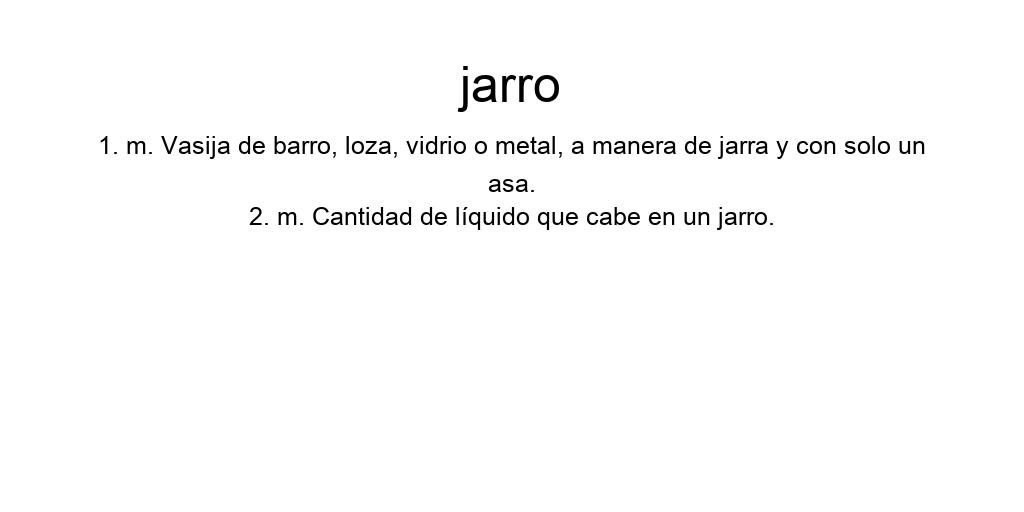 jarro
1. m. Vasija de barro, loza, vidrio o metal, a manera de jarra y con solo un
asa.
2. m. Cantidad de líquido que cabe en un jarro.